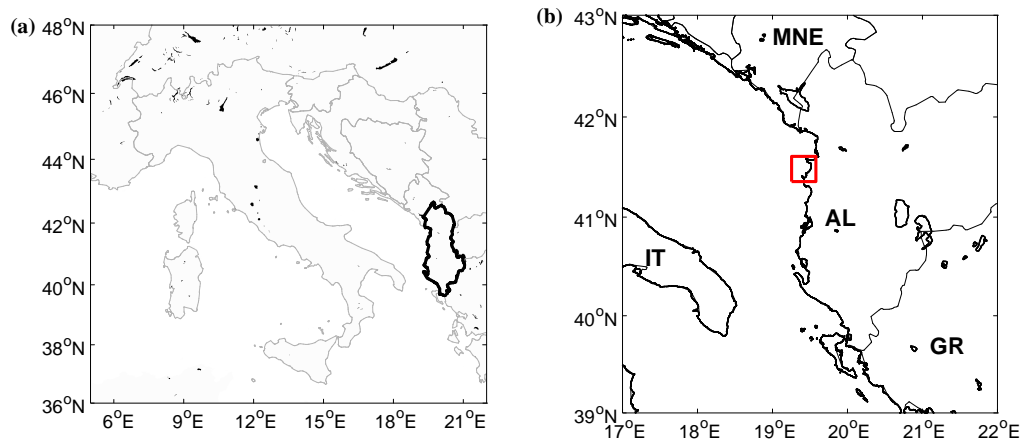 (a)
48°N
46°N
44°N
42°N
40°N
38°N
36°N
6°E 9°E 12°E 15°E 18°E 21°E
(b)
43°N
42°N
41°N
40°N
39°N
MNE
AL
IT
GR
17°E 18°E 19°E 20°E 21°E 22°E